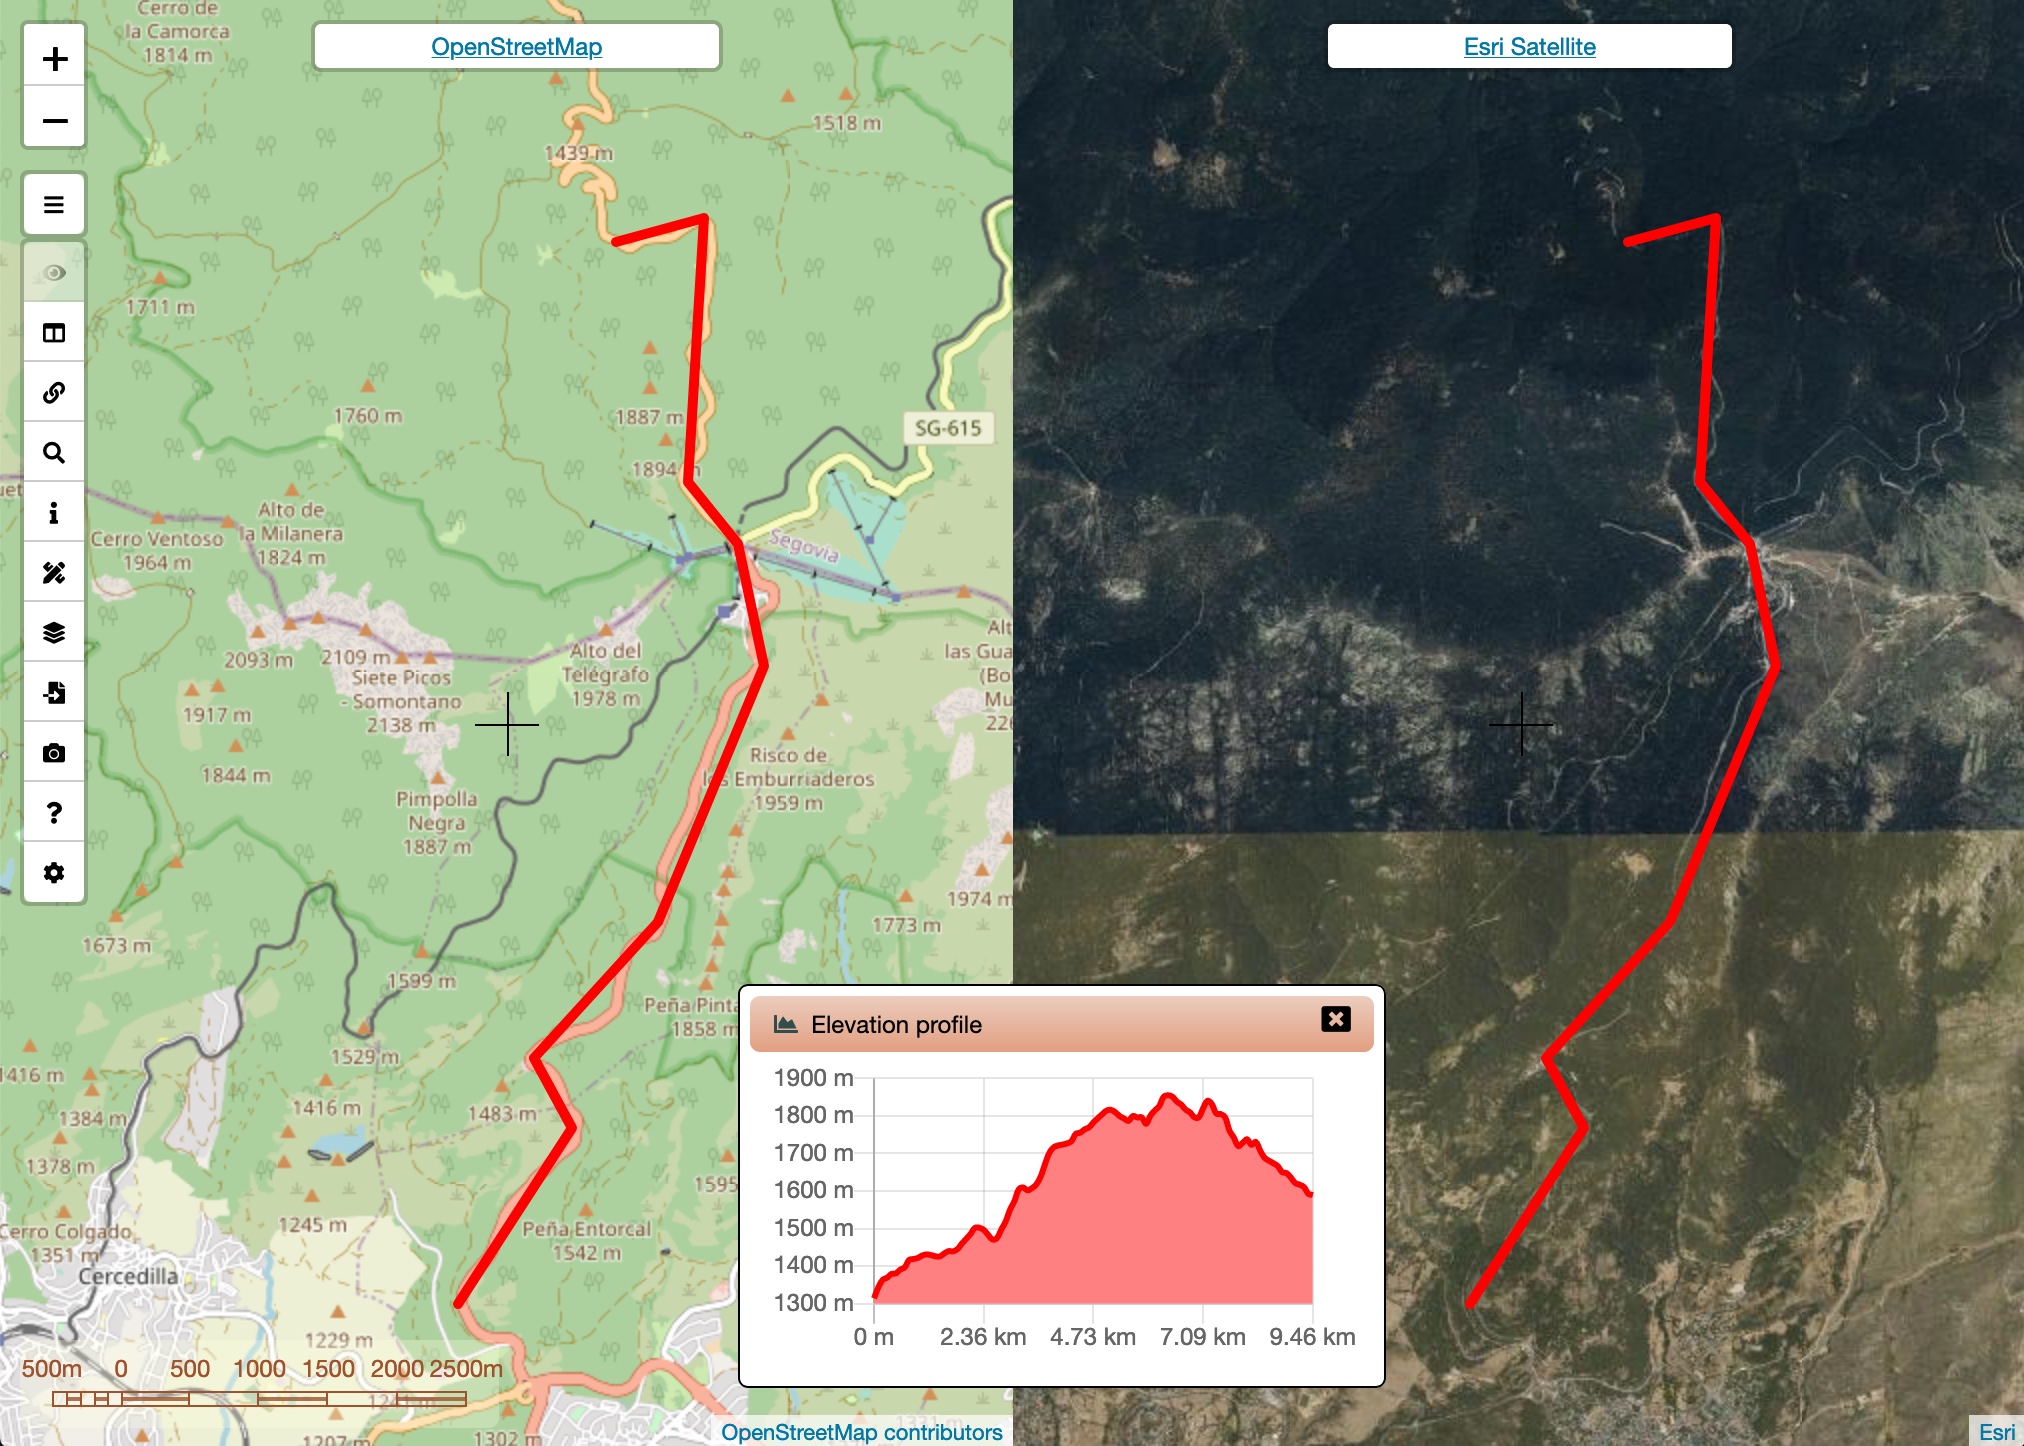 Cerro de
la Camorca
1814 m
OpenStreetMap
Esri Satellite
1518 m
1439 m
1711 m
1760 m
1887 m
SG-615
1894
Alto de
la Milanera
1824 m
Cerro Ventoso
1964 m
Segovia
2093 m
2109 m
Siete Picos
- Somontano
2138 m
Alto del
Telégrafo
1978 m
1917 m
1844 m
Risco de
los Emburriaderos
1959 m
Pimpolla
Negra
1887 m
1974 m
1773 m
1673 m
1599 m
Peña Pinta
1858 m
1529 m
1416 m
1384 m
1416 m
1483 m
1378 m
1595
Cerro Colgado
1351 m
1245 m
Peña Entorcal
1542 m
Cercedilla
1229 m
500m 0 500 1000 1500 2000 2500m
1302 m
1207 m
OpenStreetMap contributors
Elevation profile
1900 m
1800 m
1700 m
1600 m
1500 m
1400 m
1300 m
0 m 2.36 km 4.73 km 7.09 km 9.46 km
Esri